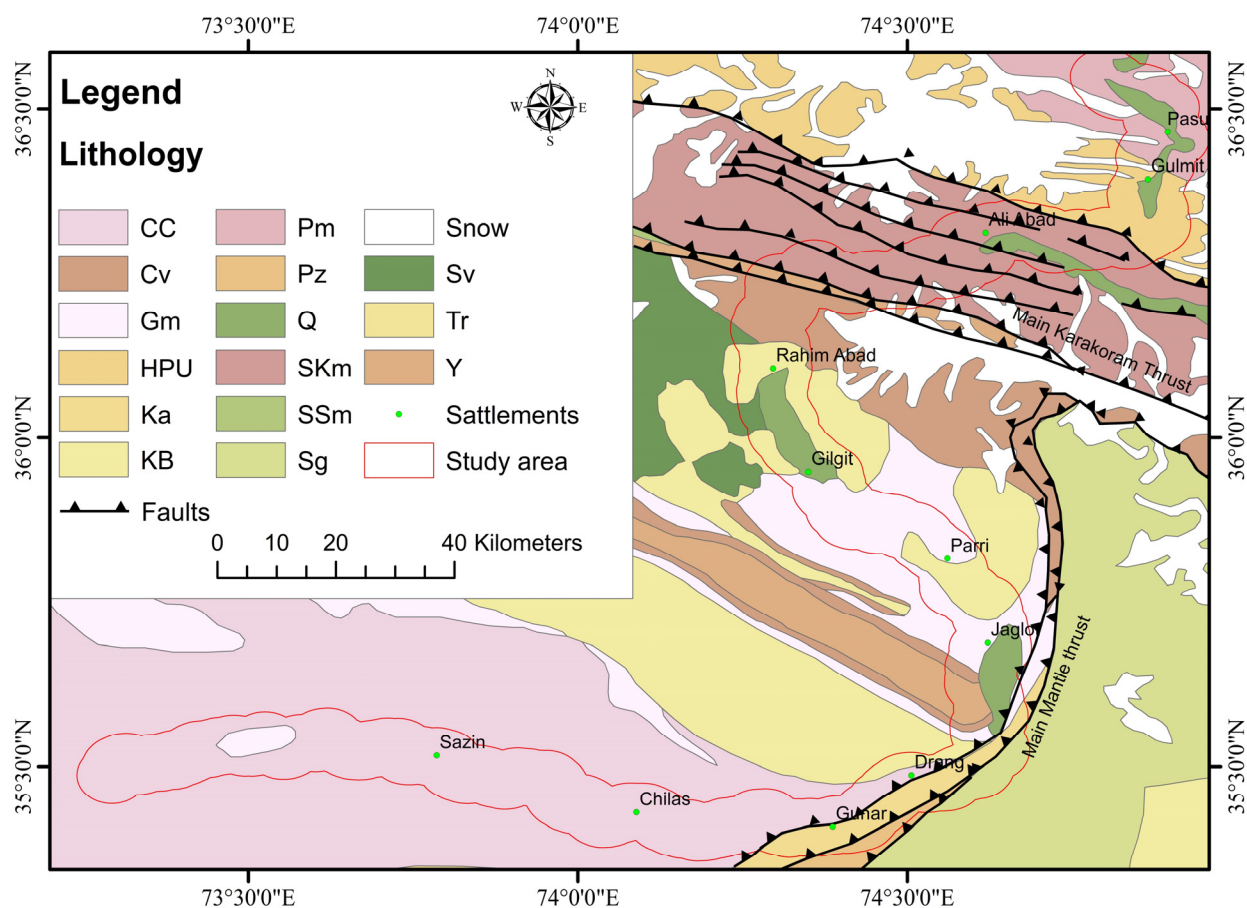 73°30'0"E 74°0'0"E 74°30'0"E
Legend
Lithology
N
W E
S
CC Pm Snow
Cv Pz Sv
Gm Q Tr
HPU SKm Y
Ka SSm Sattlements
KB Sg Study area
Faults
0 10 20 40 Kilometers
36°30'0"N
36°0'0"N
35°30'0"N
Pasu
Gulmit
Ali Abad
Main Karakoram Thrust
Rahim Abad
Gilgit
Parri
Jaglo
Main Mantle thrust
Sazin
Drang
Chilas
Gunar
36°30'0"N
36°0'0"N
35°30'0"N
73°30'0"E 74°0'0"E 74°30'0"E